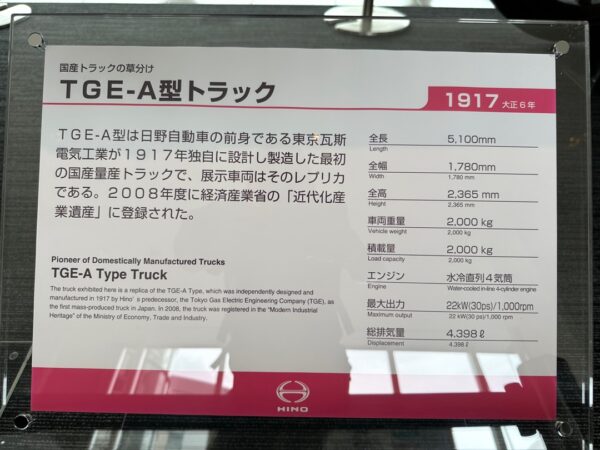 国産トラックの草分け
TGE-A型トラック
1917 大正6年
TGE-A型は日野自動車の前身である東京瓦斯
電気工業が1917年独自に設計し製造した最初
の国産量産トラックで、展示車両はそのレプリカ
である。2008年度に経済産業省の「近代化産
業遺産」に登録された。
Pioneer of Domestically Manufactured Trucks
TGE-A Type Truck
The truck exhibited here is a replica of the TGE-A Type, which was independently designed and
manufactured in 1917 by Hino's predecessor, the Tokyo Gas Electric Engineering Company (TGE), as
the first mass-produced truck in Japan. In 2008, the truck was registered in the "Modern Industrial
Heritage" of the Ministry of Economy, Trade and Industry.
全長 5,100mm
Length
全幅 1,780mm
Width 1,780 mm
全高 2,365 mm
Height 2,365 mm
車両重量 2,000 kg
Vehicle weight 2,000 kg
積載量 2,000 kg
Load capacity 2,000 kg
エンジン 水冷直列4気筒
Engine Water-cooled in-line 4-cylinder engine
最大出力 22kW(30ps)/1,000rpm
Maximum output 22 kW(30 ps)/1,000 rpm
総排気量 4.398ℓ
Displacement 4.398 ℓ
HINO